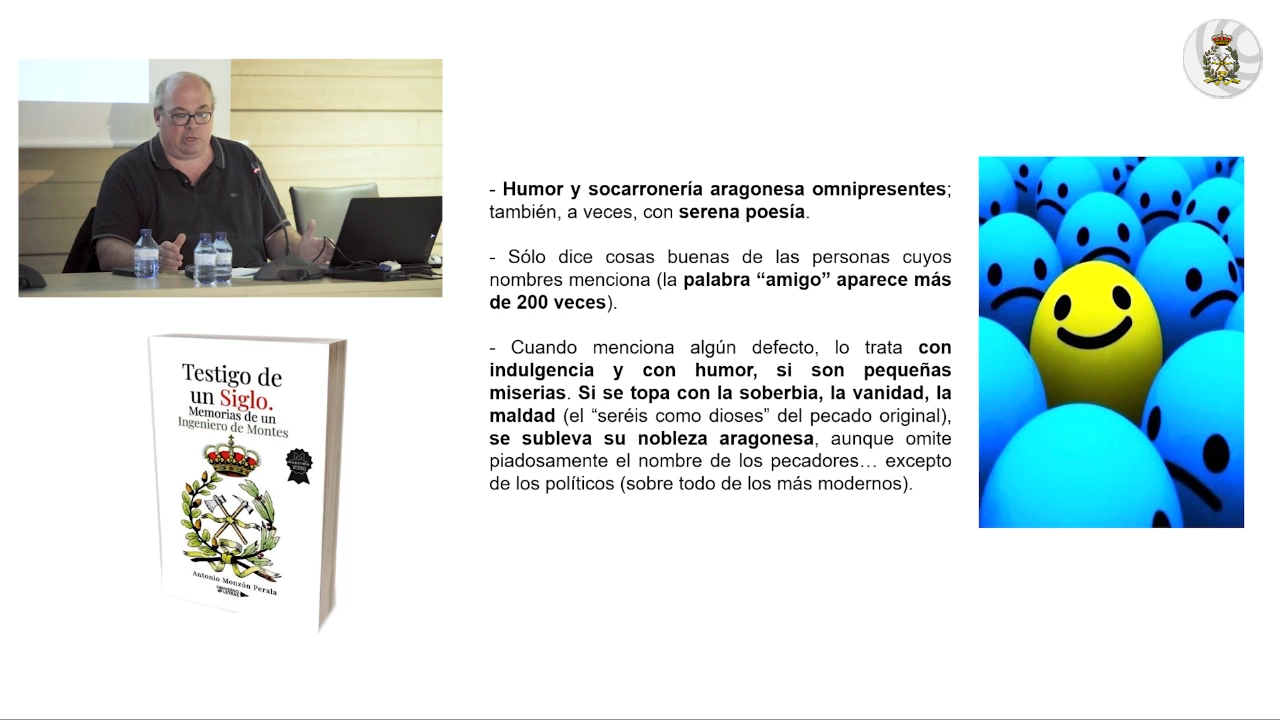 - Humor y socarronería aragonesa omnipresentes;
también, a veces, con serena poesía.
- Sólo dice cosas buenas de las personas cuyos
nombres menciona (la palabra “amigo” aparece más
de 200 veces).
- Cuando menciona algún defecto, lo trata con
indulgencia y con humor, si son pequeñas
miserias. Si se topa con la soberbia, la vanidad, la
maldad (el “seréis como dioses” del pecado original),
se subleva su nobleza aragonesa, aunque omite
piadosamente el nombre de los pecadores… excepto
de los políticos (sobre todo de los más modernos).
Testigo de
un Siglo.
Memorias de un
Ingeniero de Montes
Antonio Monzón Perala
UNIVERSO
DE LETRAS